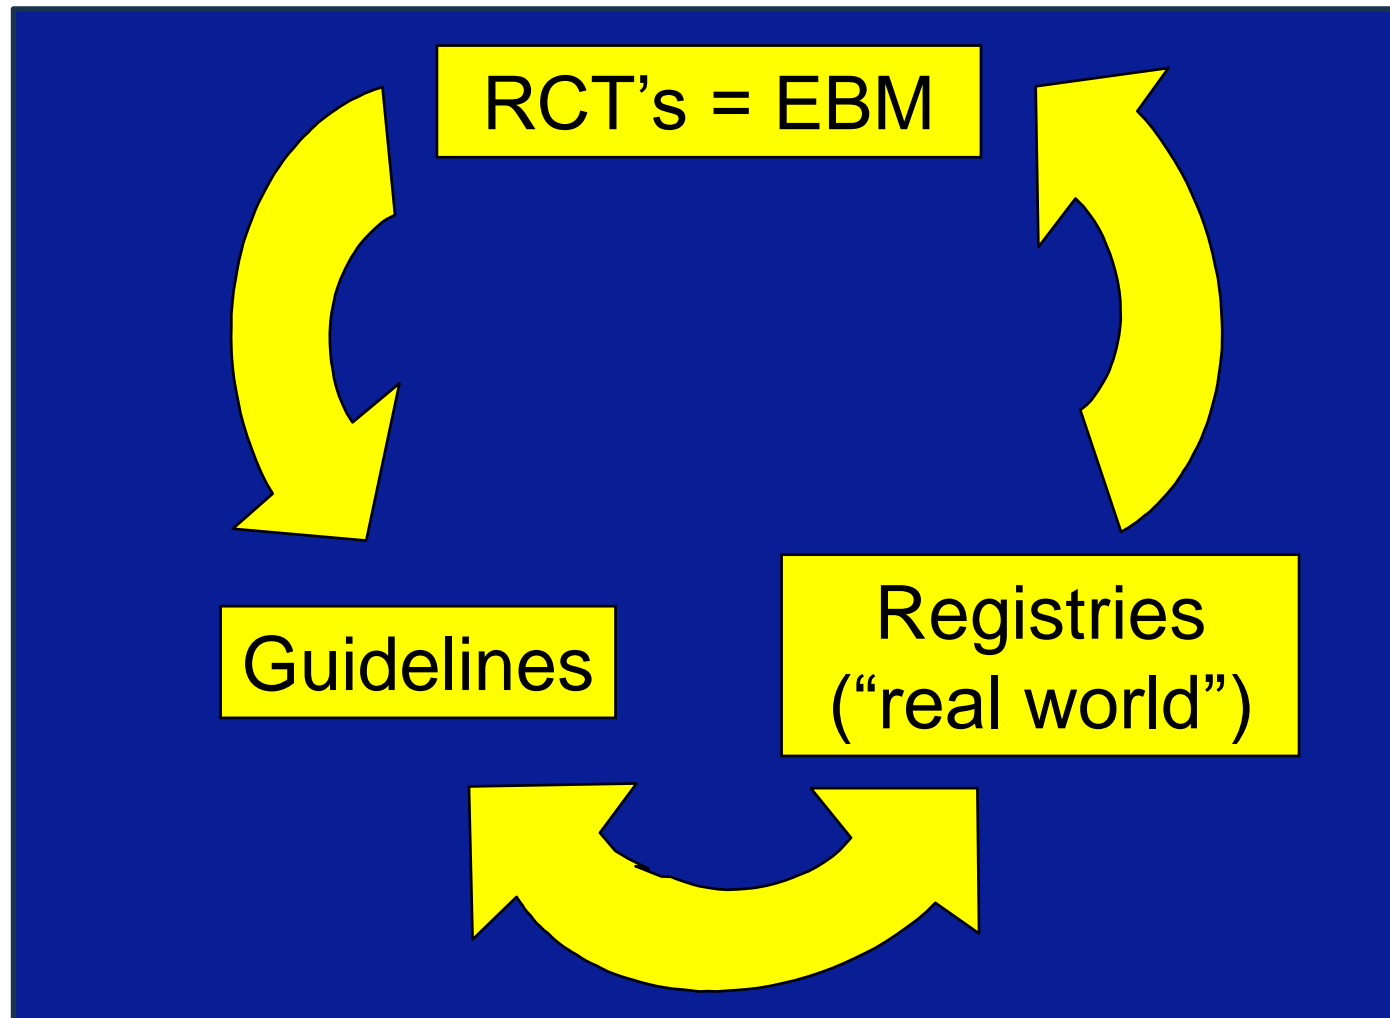 RCT’s = EBM
Guidelines
Registries
(“real world”)